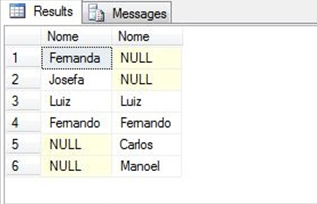 Results Messages
Nome Nome
1 Fernanda NULL
2 Josefa NULL
3 Luiz Luiz
4 Fernando Fernando
5 NULL Carlos
6 NULL Manoel